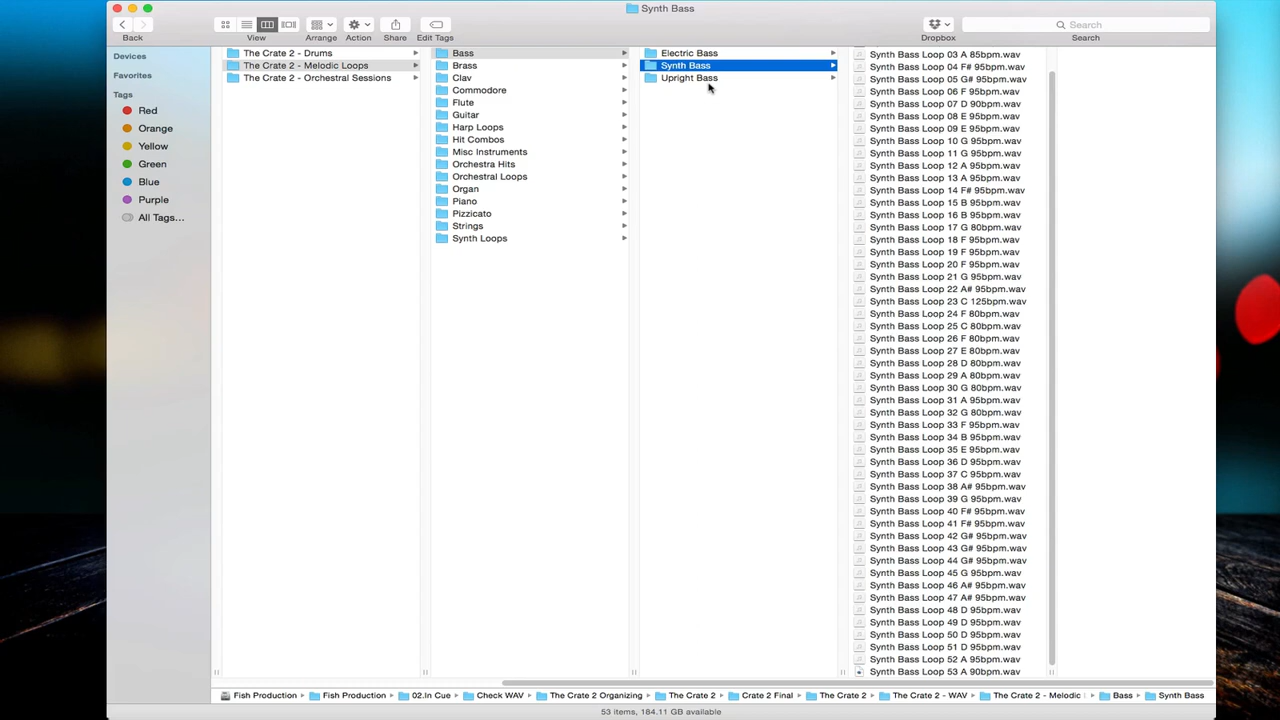 Synth Bass
Back
View
Arrange
Action
Share
Edit Tags
Dropbox
Search
Search
Devices
Favorites
Tags
Red
Orange
Yellow
Green
Blue
Purple
All Tags...
The Crate 2 - Drums
The Crate 2 - Melodic Loops
The Crate 2 - Orchestral Sessions
Bass
Brass
Clav
Commodore
Flute
Guitar
Harp Loops
Hit Combos
Misc Instruments
Orchestra Hits
Orchestral Loops
Organ
Piano
Pizzicato
Strings
Synth Loops
Electric Bass
Synth Bass
Upright Bass
Synth Bass Loop 03 A 85bpm.wav
Synth Bass Loop 04 F# 95bpm.wav
Synth Bass Loop 05 G# 95bpm.wav
Synth Bass Loop 06 F 95bpm.wav
Synth Bass Loop 07 D 90bpm.wav
Synth Bass Loop 08 E 95bpm.wav
Synth Bass Loop 09 E 95bpm.wav
Synth Bass Loop 10 G 95bpm.wav
Synth Bass Loop 11 G 95bpm.wav
Synth Bass Loop 12 A 95bpm.wav
Synth Bass Loop 13 A 95bpm.wav
Synth Bass Loop 14 F# 95bpm.wav
Synth Bass Loop 15 B 95bpm.wav
Synth Bass Loop 16 B 95bpm.wav
Synth Bass Loop 17 G 80bpm.wav
Synth Bass Loop 18 F 95bpm.wav
Synth Bass Loop 19 F 95bpm.wav
Synth Bass Loop 20 F 95bpm.wav
Synth Bass Loop 21 G 95bpm.wav
Synth Bass Loop 22 A# 95bpm.wav
Synth Bass Loop 23 C 125bpm.wav
Synth Bass Loop 24 F 80bpm.wav
Synth Bass Loop 25 C 80bpm.wav
Synth Bass Loop 26 F 80bpm.wav
Synth Bass Loop 27 E 80bpm.wav
Synth Bass Loop 28 D 80bpm.wav
Synth Bass Loop 29 A 80bpm.wav
Synth Bass Loop 30 G 80bpm.wav
Synth Bass Loop 31 A 95bpm.wav
Synth Bass Loop 32 G 80bpm.wav
Synth Bass Loop 33 F 95bpm.wav
Synth Bass Loop 34 B 95bpm.wav
Synth Bass Loop 35 E 95bpm.wav
Synth Bass Loop 36 D 95bpm.wav
Synth Bass Loop 37 C 95bpm.wav
Synth Bass Loop 38 A# 95bpm.wav
Synth Bass Loop 39 G 95bpm.wav
Synth Bass Loop 40 F# 95bpm.wav
Synth Bass Loop 41 F# 95bpm.wav
Synth Bass Loop 42 G# 95bpm.wav
Synth Bass Loop 43 G# 95bpm.wav
Synth Bass Loop 44 G# 95bpm.wav
Synth Bass Loop 45 G 95bpm.wav
Synth Bass Loop 46 A# 95bpm.wav
Synth Bass Loop 47 A# 95bpm.wav
Synth Bass Loop 48 D 95bpm.wav
Synth Bass Loop 49 D 95bpm.wav
Synth Bass Loop 50 D 95bpm.wav
Synth Bass Loop 51 D 95bpm.wav
Synth Bass Loop 52 A 95bpm.wav
Synth Bass Loop 53 A 90bpm.wav
Fish Production Fish Production 02.In Cue Check WAV The Crate 2 Organizing The Crate 2 Crate 2 Final The Crate 2 The Crate 2 - WAV The Crate 2 - Melodic Bass Synth Bass
53 items, 184.11 GB available